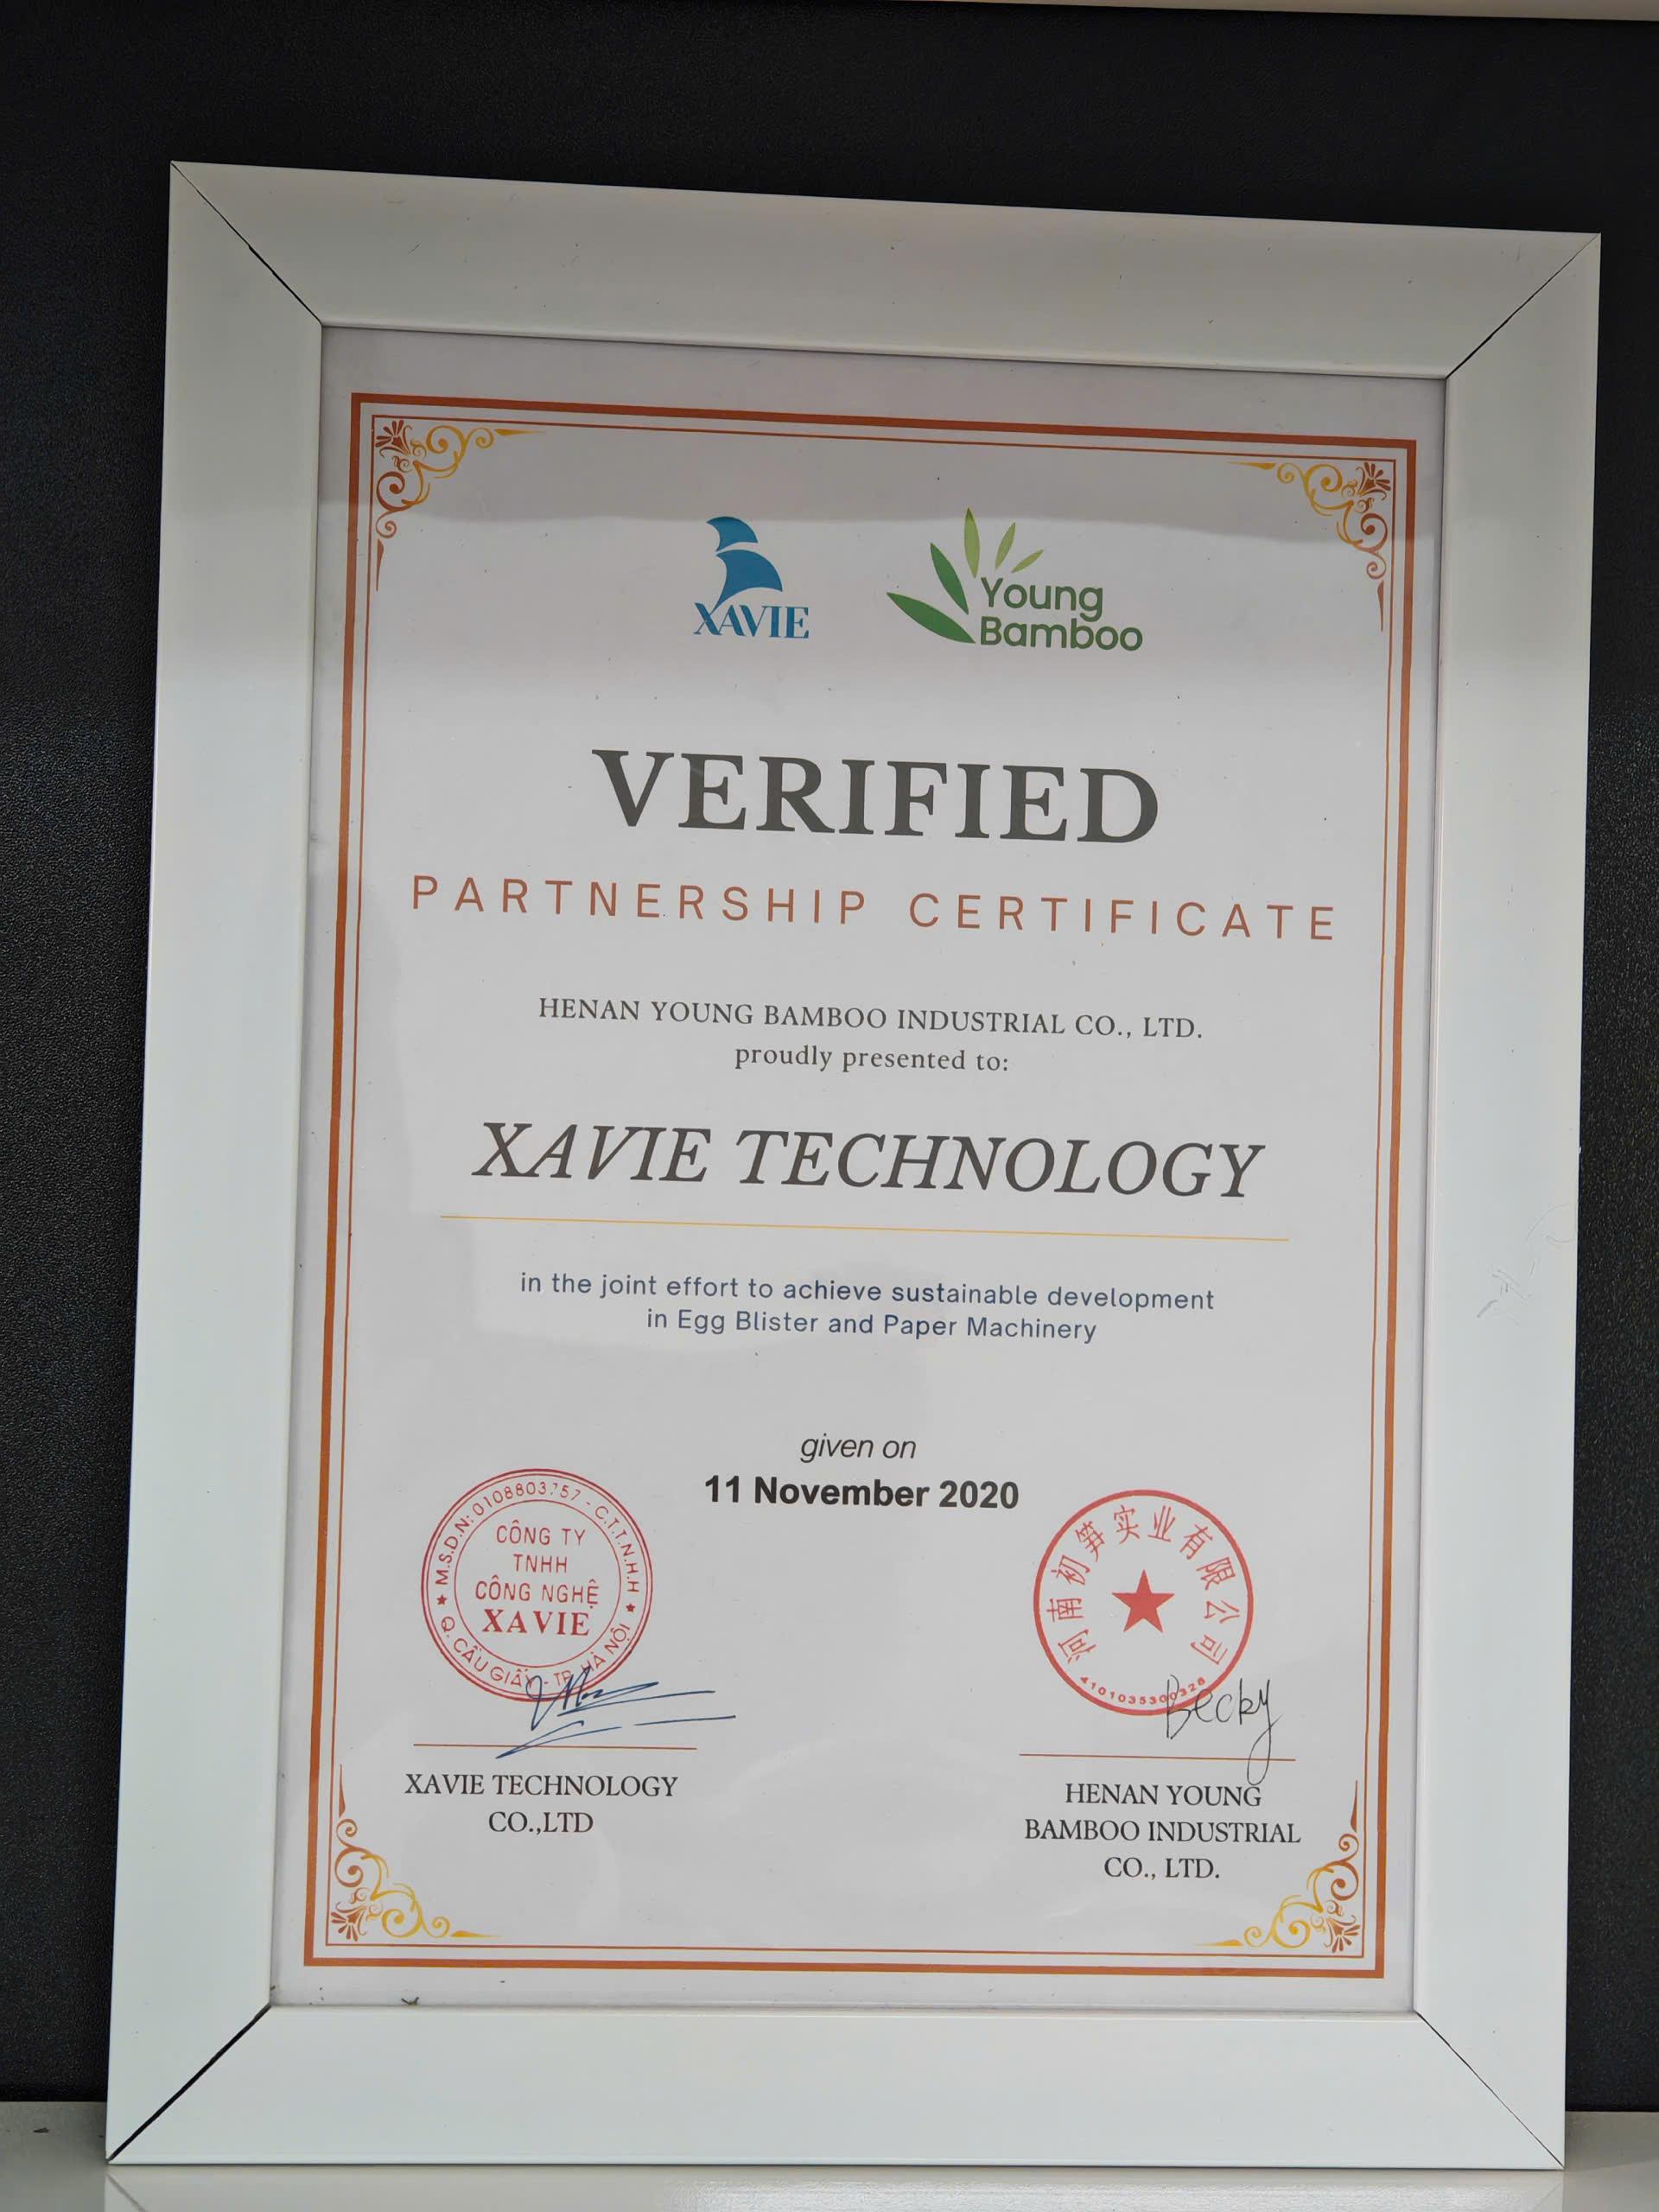 XAVIE
Young
Bamboo
VERIFIED
PARTNERSHIP CERTIFICATE
HENAN YOUNG BAMBOO INDUSTRIAL CO., LTD.
proudly presented to:
XAVIE TECHNOLOGY
in the joint effort to achieve sustainable development
in Egg Blister and Paper Machinery
given on
11 November 2020
M.S.D.N: 0108803757 - C.T.T.N.H.H
CÔNG TY
TNHH
CÔNG NGHỆ
XAVIE
Q. CẦU GIẤY - TP. HÀ NỘI
河南初笋实业有限公司
4101035300328
Becky
XAVIE TECHNOLOGY
CO.,LTD
HENAN YOUNG
BAMBOO INDUSTRIAL
CO., LTD.